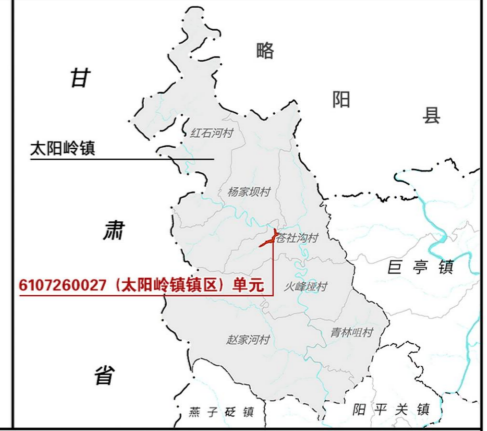 甘
略
阳
县
红石河村
太阳岭镇
杨家坝村
肃
苍社沟村
巨亭镇
6107260027（太阳岭镇镇区）单元
火峰垭村
青林咀村
赵家河村
省
燕子砭镇
阳平关镇